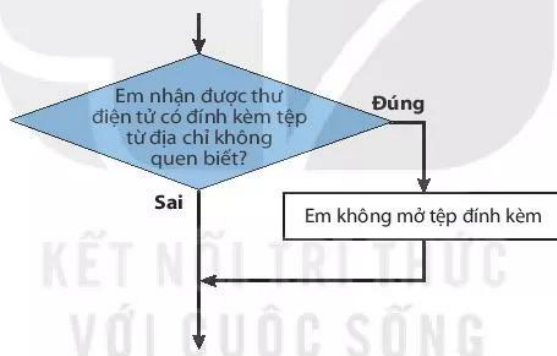 Em nhận được thư
điện tử có đính kèm tệp
từ địa chỉ không
quen biết?
Đúng
Sai
Em không mở tệp đính kèm
KẾT NỐI TRI THỨC
VỚI CUỘC SỐNG